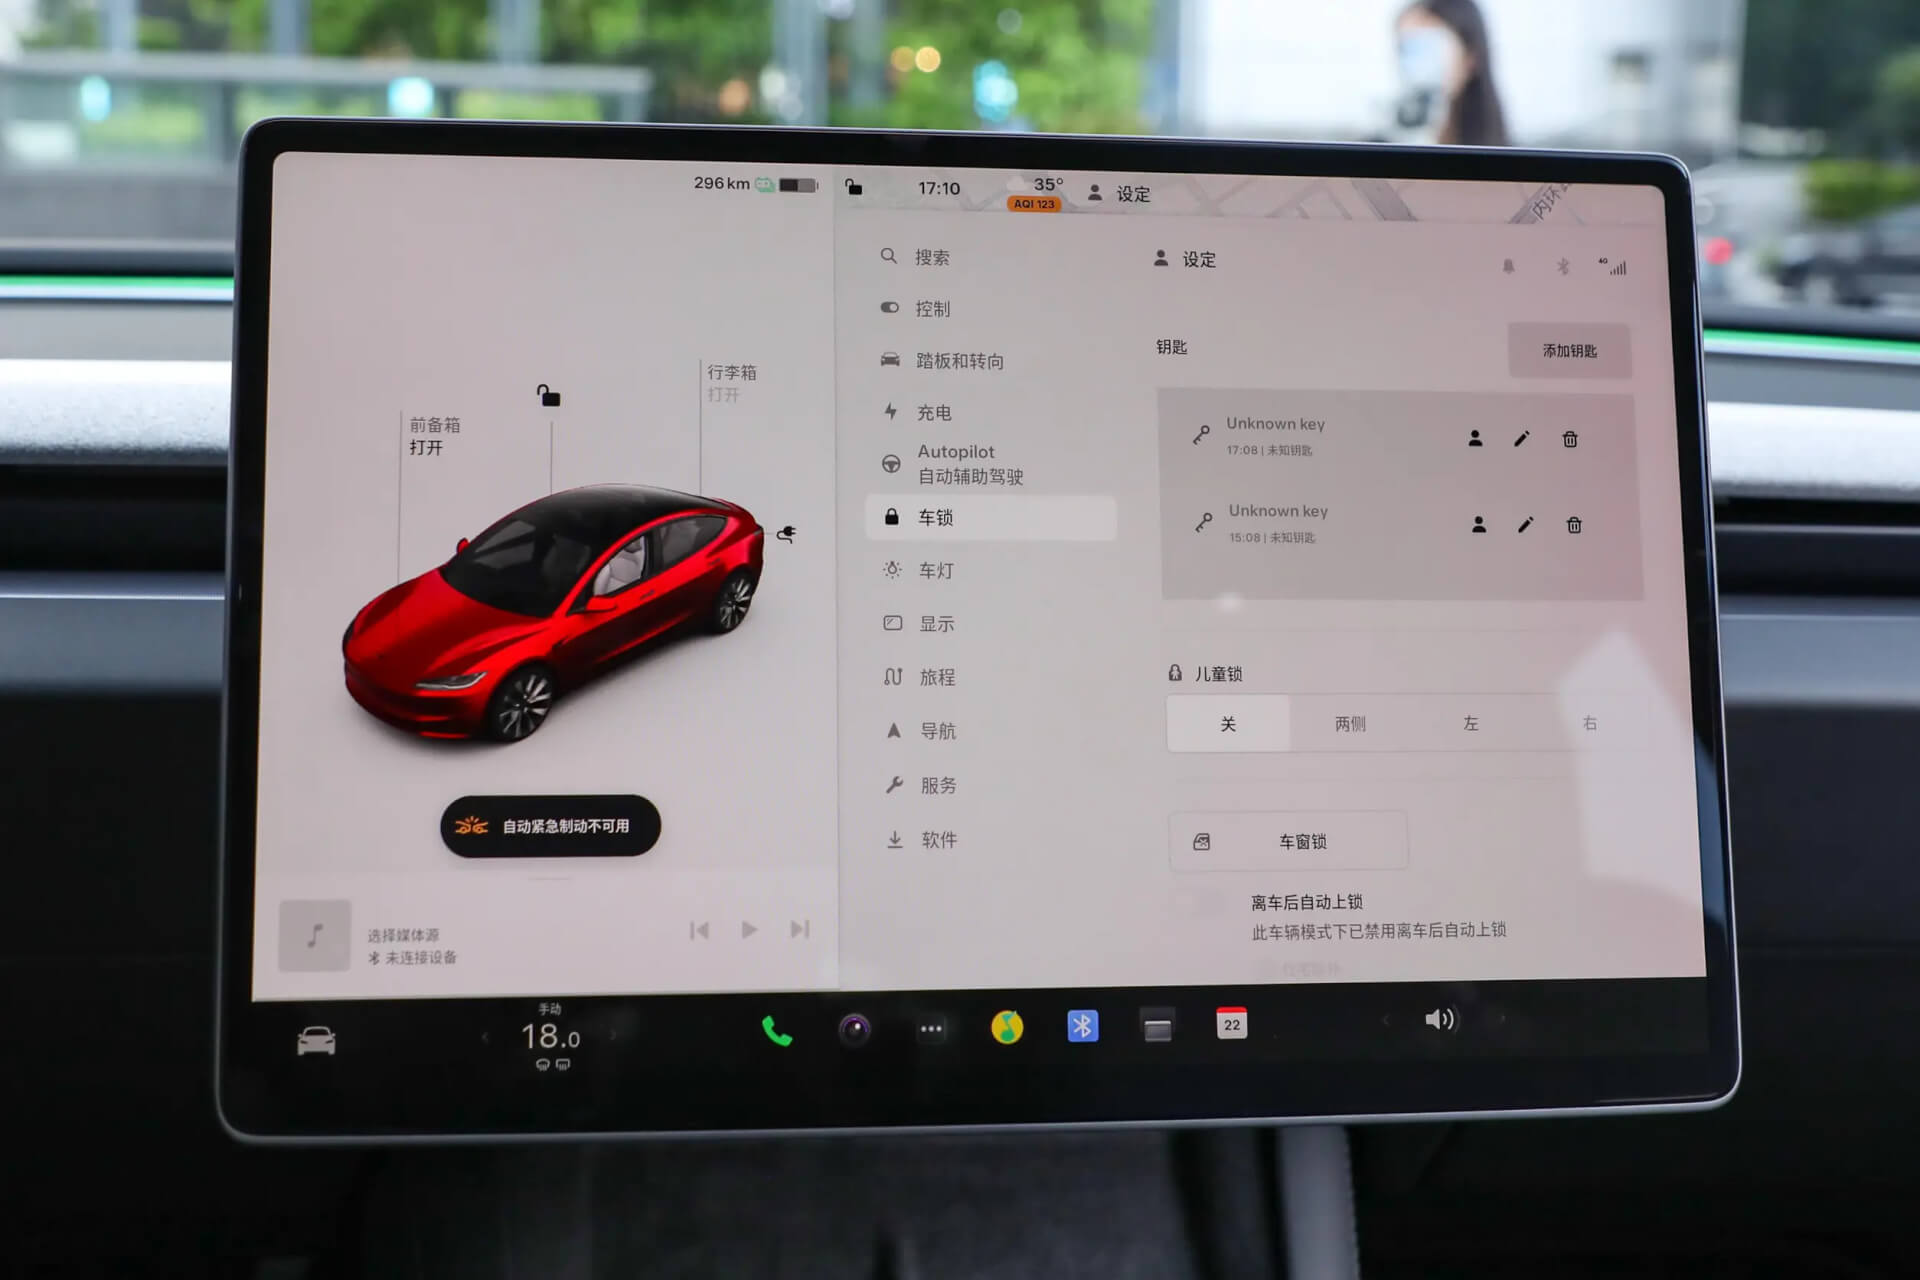 296 km
17:10
35°
AQI 123
设定
内环
行李箱
打开
前备箱
打开
自动紧急制动不可用
选择媒体源
未连接设备
搜索
控制
踏板和转向
充电
Autopilot
自动辅助驾驶
车锁
车灯
显示
旅程
导航
服务
软件
设定
4G
钥匙
添加钥匙
Unknown key
17:08 | 未知钥匙
Unknown key
15:08 | 未知钥匙
儿童锁
关 两侧 左 右
车窗锁
离车后自动上锁
此车辆模式下已禁用离车后自动上锁
手动
18.0
22